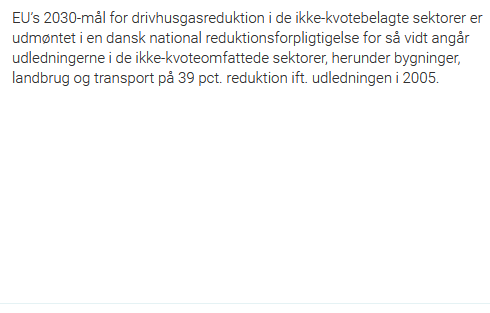 EU's 2030-mål for drivhusgasreduktion i de ikke-kvotebelagte sektorer er
udmøntet i en dansk national reduktionsforpligtigelse for så vidt angår
udledningerne i de ikke-kvoteomfattede sektorer, herunder bygninger,
landbrug og transport på 39 pct. reduktion ift. udledningen i 2005.